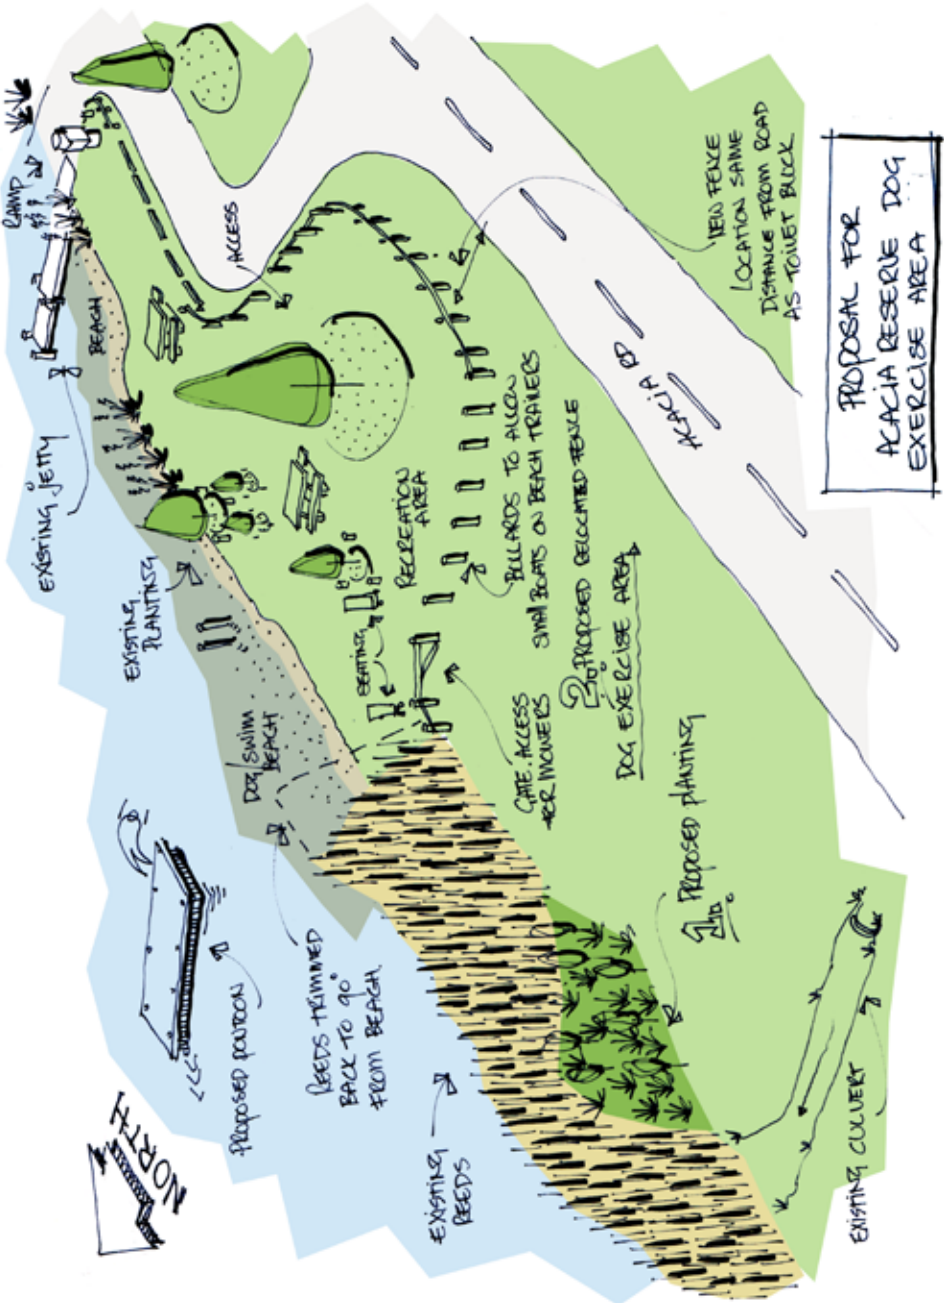 PROPOSAL FOR
ACACIA RESERVE DOG
EXERCISE AREA
RAMP
BEACH
EXISTING JETTY
EXISTING
PLANTING
ACCESS
NEW FENCE
LOCATION SAME
DISTANCE FROM ROAD
AS TOILET BLOCK
ACACIA RD
RECREATION
AREA
BOLLARDS TO ALLOW
SMALL BOATS ON BEACH TRAILERS
SEATING
DOG/SWIM
BEACH
GATE ACCESS
FOR MOWERS
2. PROPOSED RELOCATED FENCE
DOG EXERCISE AREA
1. PROPOSED PLANTING
REEDS TRIMMED
BACK TO 90°
FROM BEACH
PROPOSED PONTOON
NORTH
EXISTING
REEDS
EXISTING CULVERT